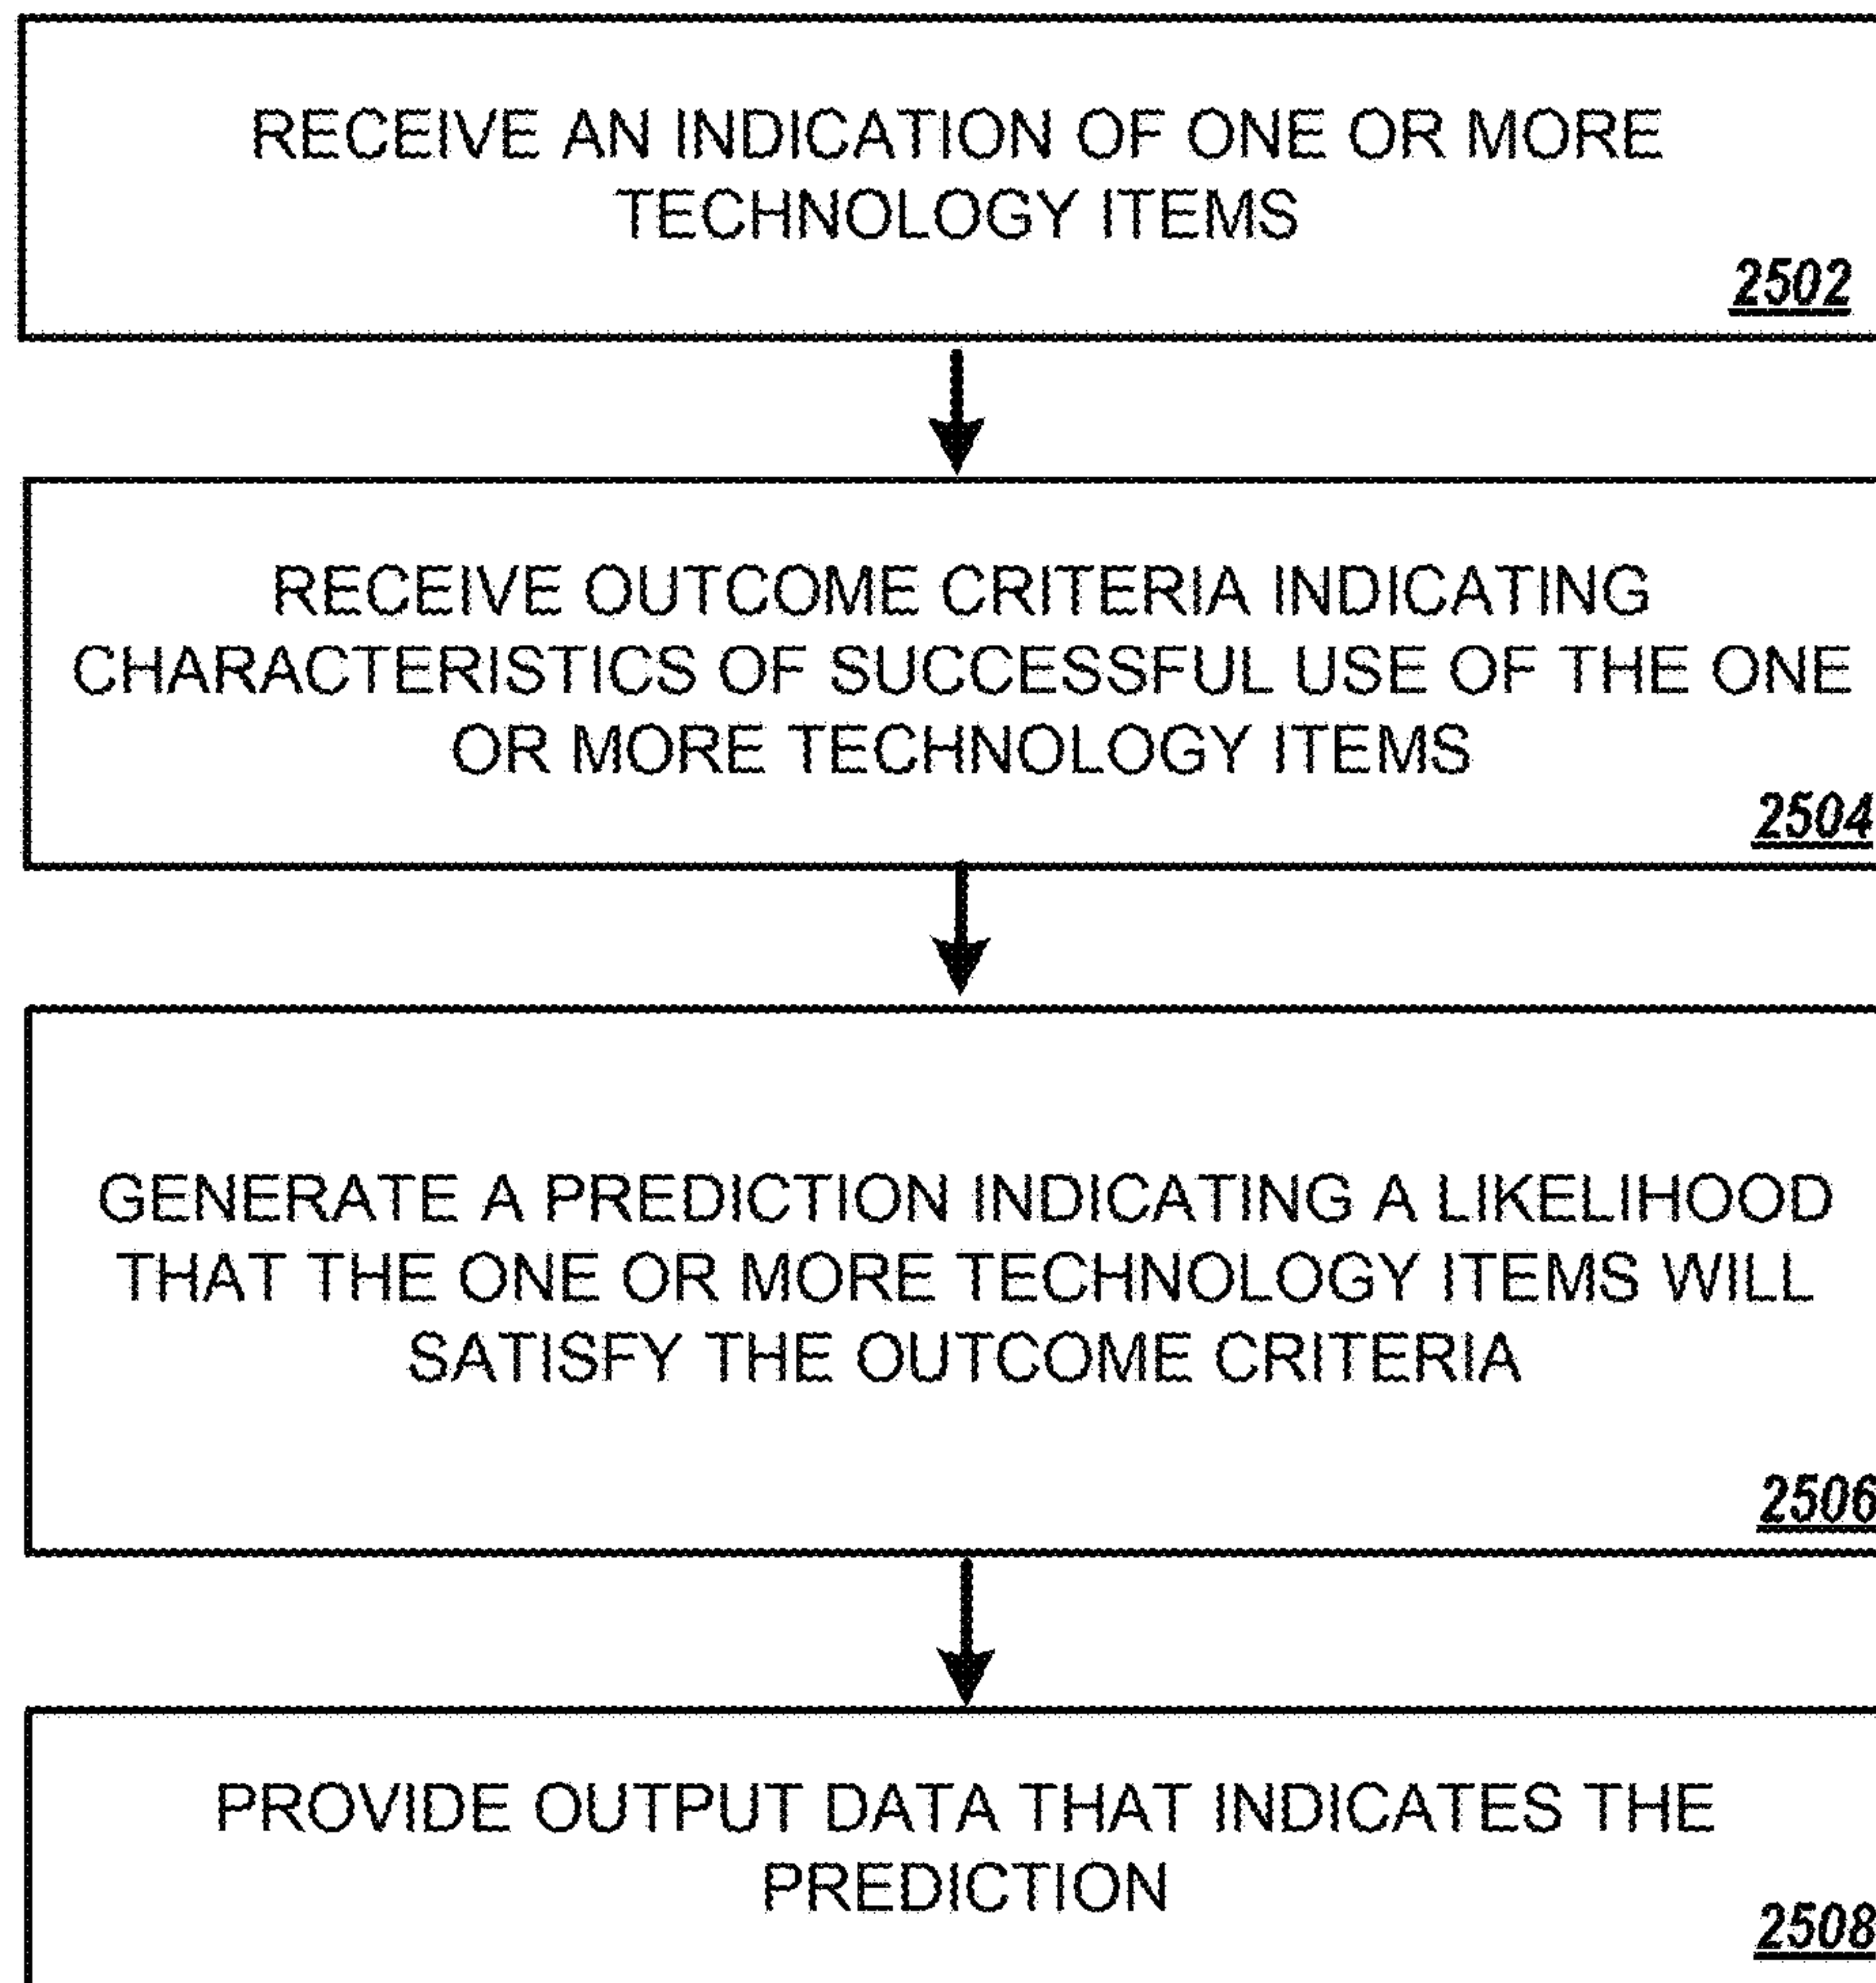 RECEIVE AN INDICATION OF ONE OR MORE
TECHNOLOGY ITEMS
2502
RECEIVE OUTCOME CRITERIA INDICATING
CHARACTERISTICS OF SUCCESSFUL USE OF THE ONE
OR MORE TECHNOLOGY ITEMS
2504
GENERATE A PREDICTION INDICATING A LIKELIHOOD
THAT THE ONE OR MORE TECHNOLOGY ITEMS WILL
SATISFY THE OUTCOME CRITERIA
2506
PROVIDE OUTPUT DATA THAT INDICATES THE
PREDICTION
2508